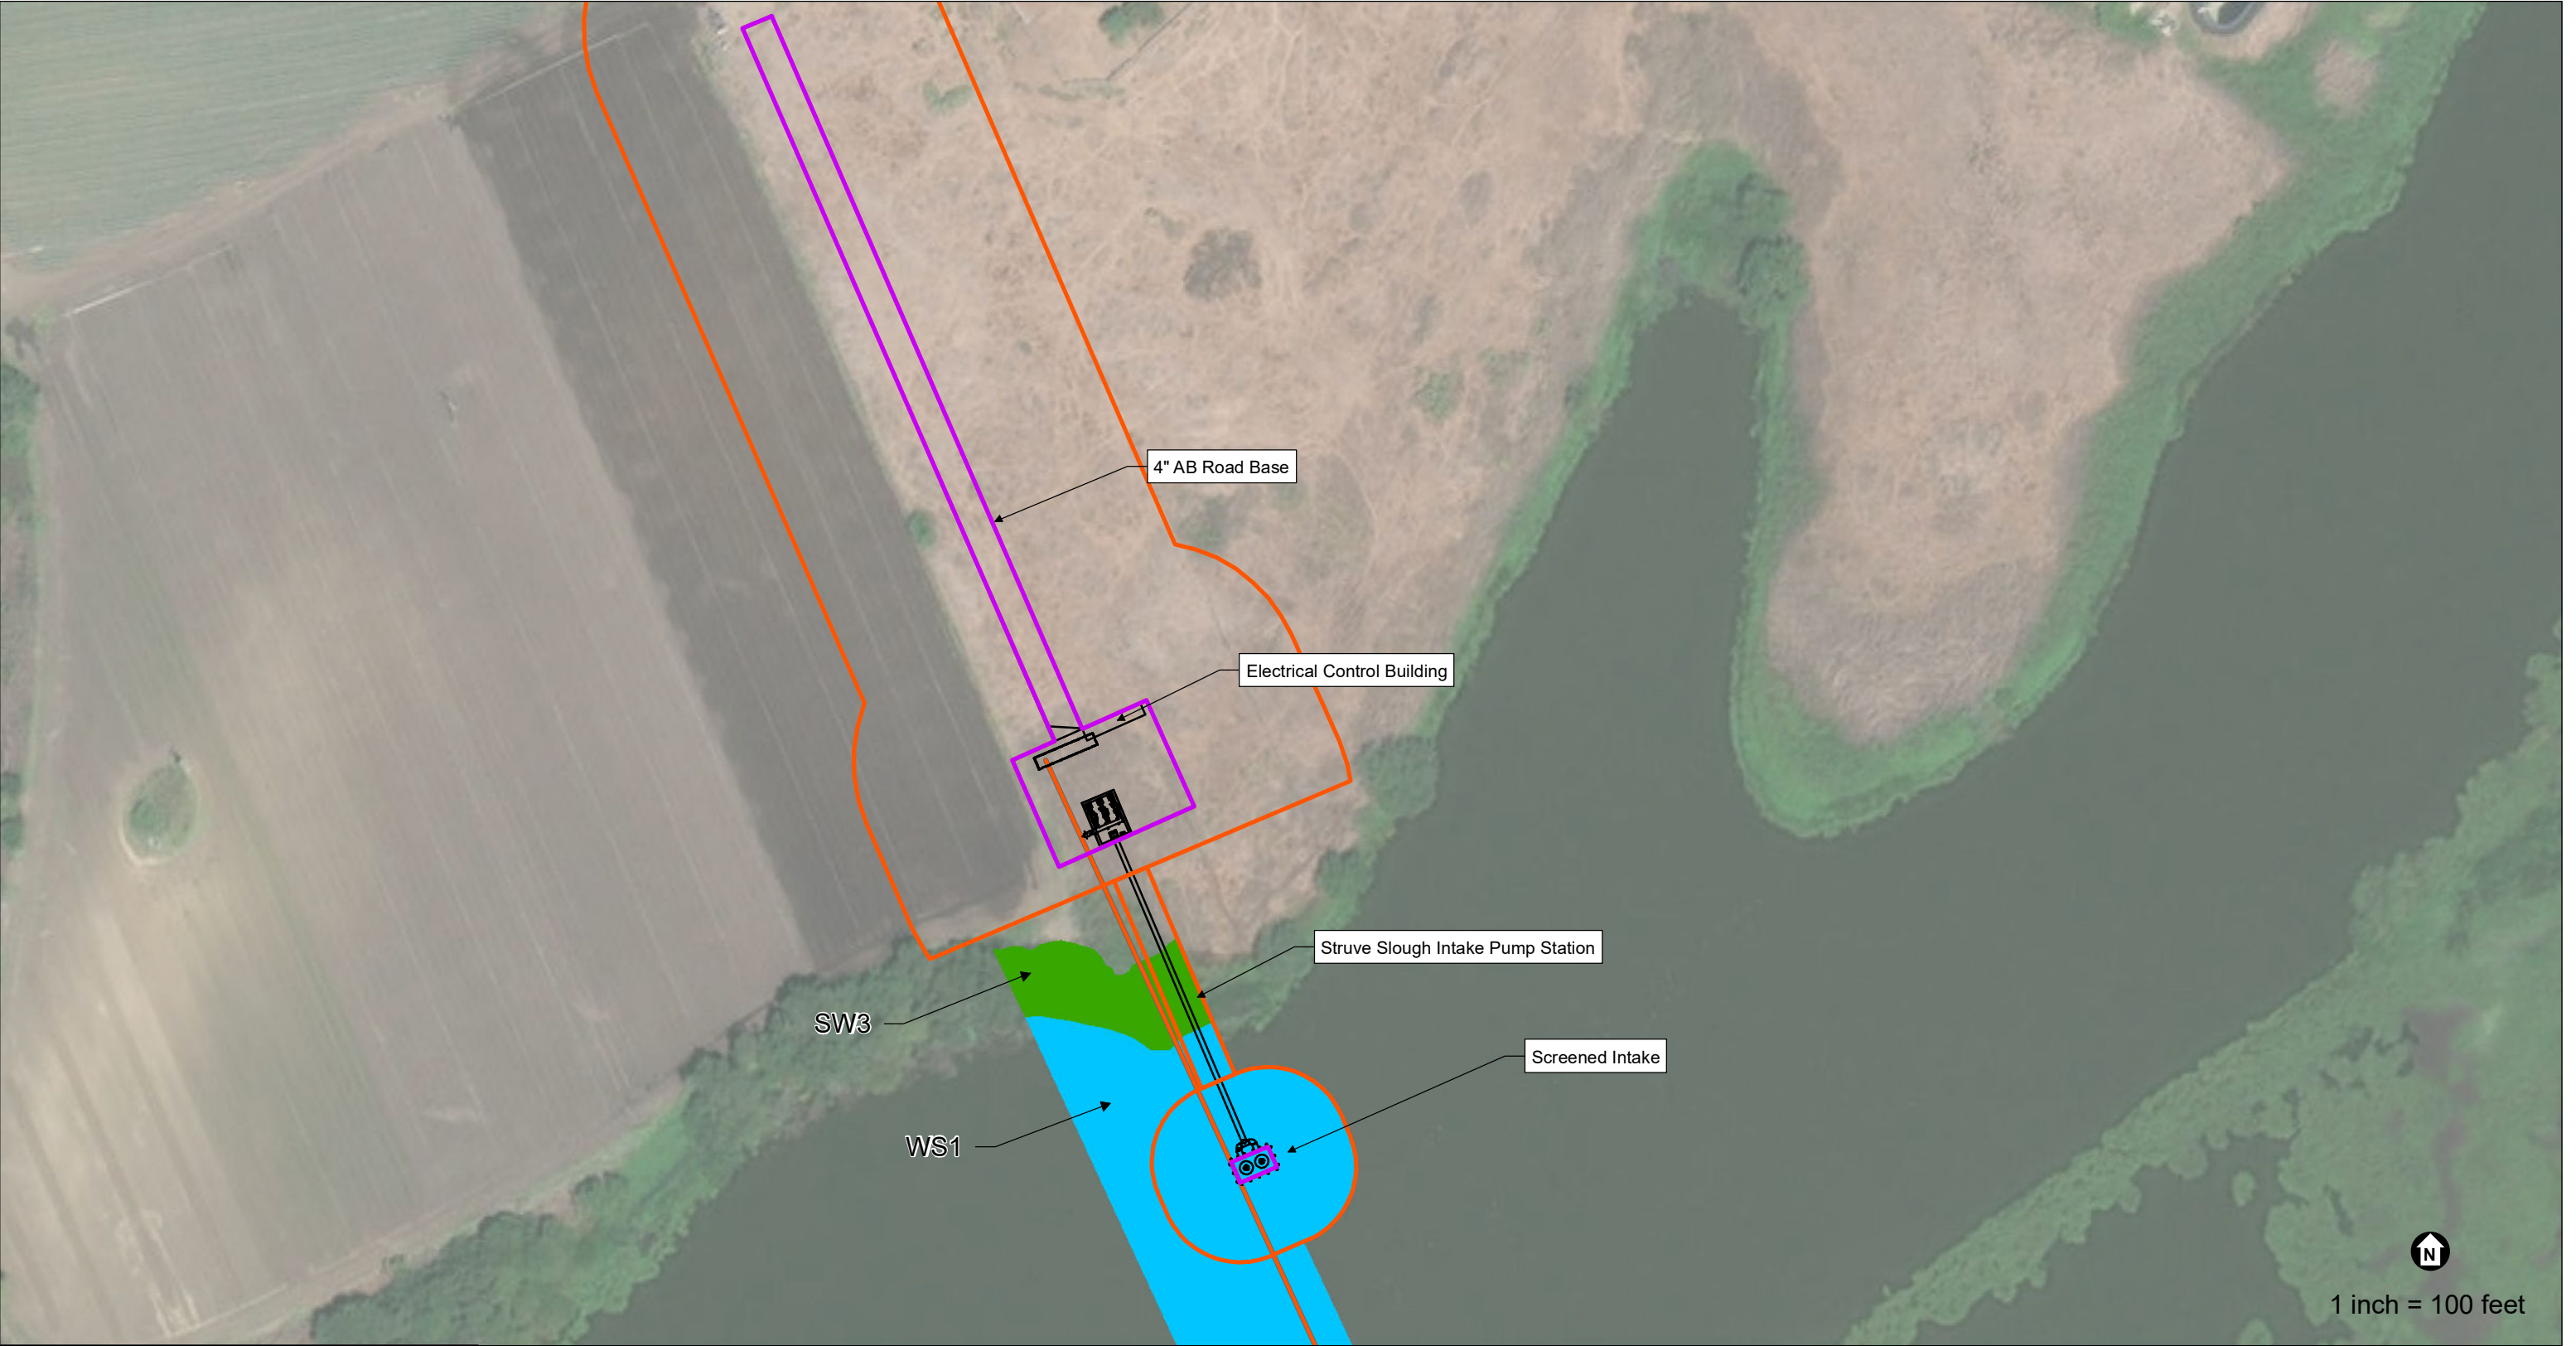 4" AB Road Base
Electrical Control Building
Struve Slough Intake Pump Station
SW3
Screened Intake
WS1
N
1 inch = 100 feet